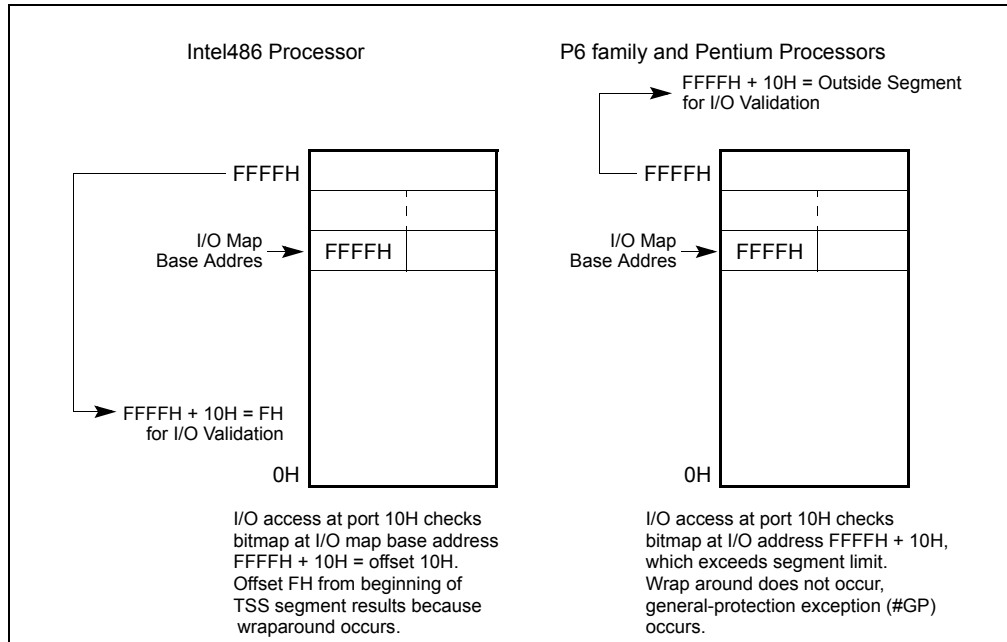 Intel486 Processor
P6 family and Pentium Processors
FFFFH + 10H = Outside Segment
for I/O Validation
FFFFH
FFFFH
I/O Map
Base Addres
FFFFH
I/O Map
Base Addres
FFFFH
FFFFH + 10H = FH
for I/O Validation
0H
0H
I/O access at port 10H checks
bitmap at I/O map base address
FFFFH + 10H = offset 10H.
Offset FH from beginning of
TSS segment results because
wraparound occurs.
I/O access at port 10H checks
bitmap at I/O address FFFFH + 10H,
which exceeds segment limit.
Wrap around does not occur,
general-protection exception (#GP)
occurs.